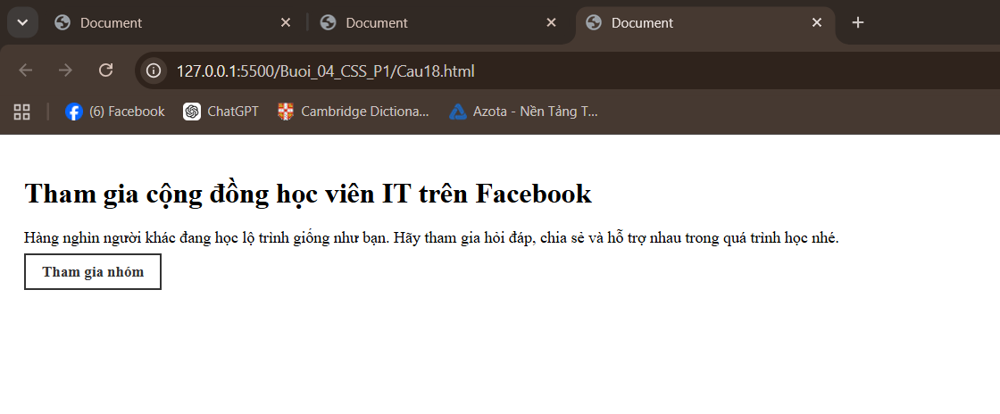 Document Document Document
127.0.0.1:5500/Buoi_04_CSS_P1/Cau18.html
(6) Facebook ChatGPT Cambridge Dictiona... Azota - Nền Tảng T...
Tham gia cộng đồng học viên IT trên Facebook
Hàng nghìn người khác đang học lộ trình giống như bạn. Hãy tham gia hỏi đáp, chia sẻ và hỗ trợ nhau trong quá trình học nhé.
Tham gia nhóm